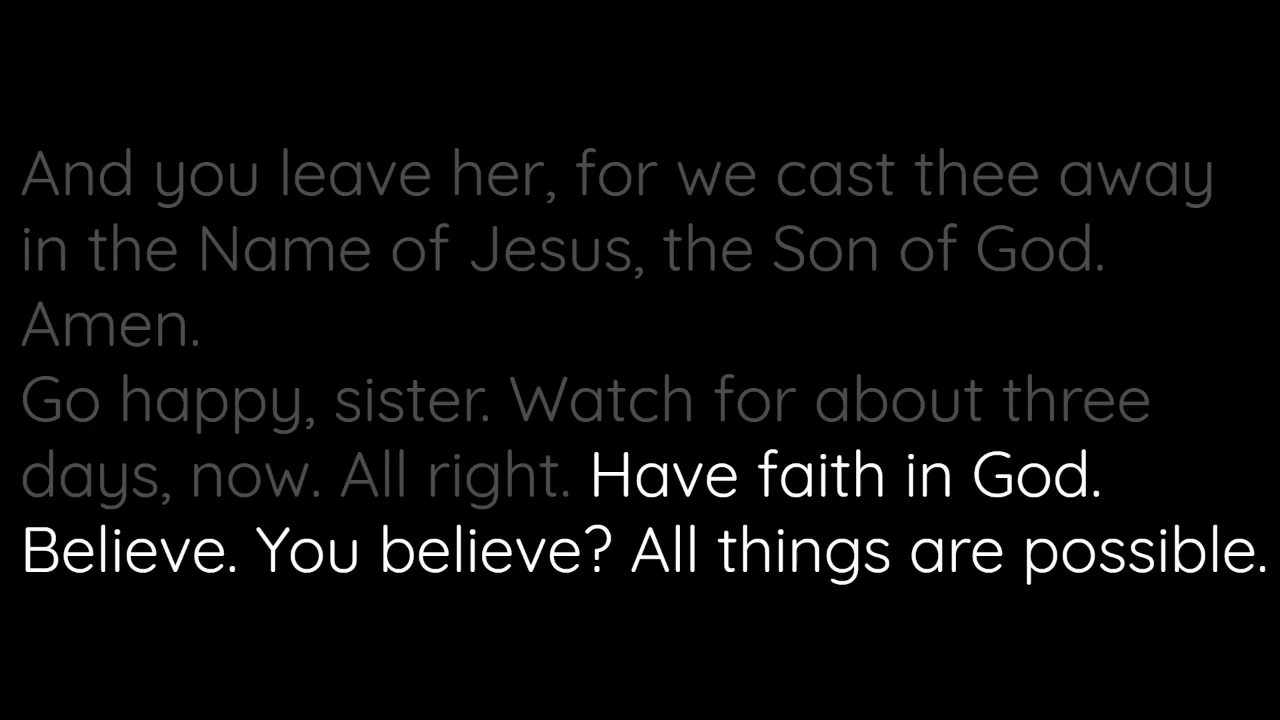 And you leave her, for we cast thee away
in the Name of Jesus, the Son of God.
Amen.
Go happy, sister. Watch for about three
days, now. All right. Have faith in God.
Believe. You believe? All things are possible.